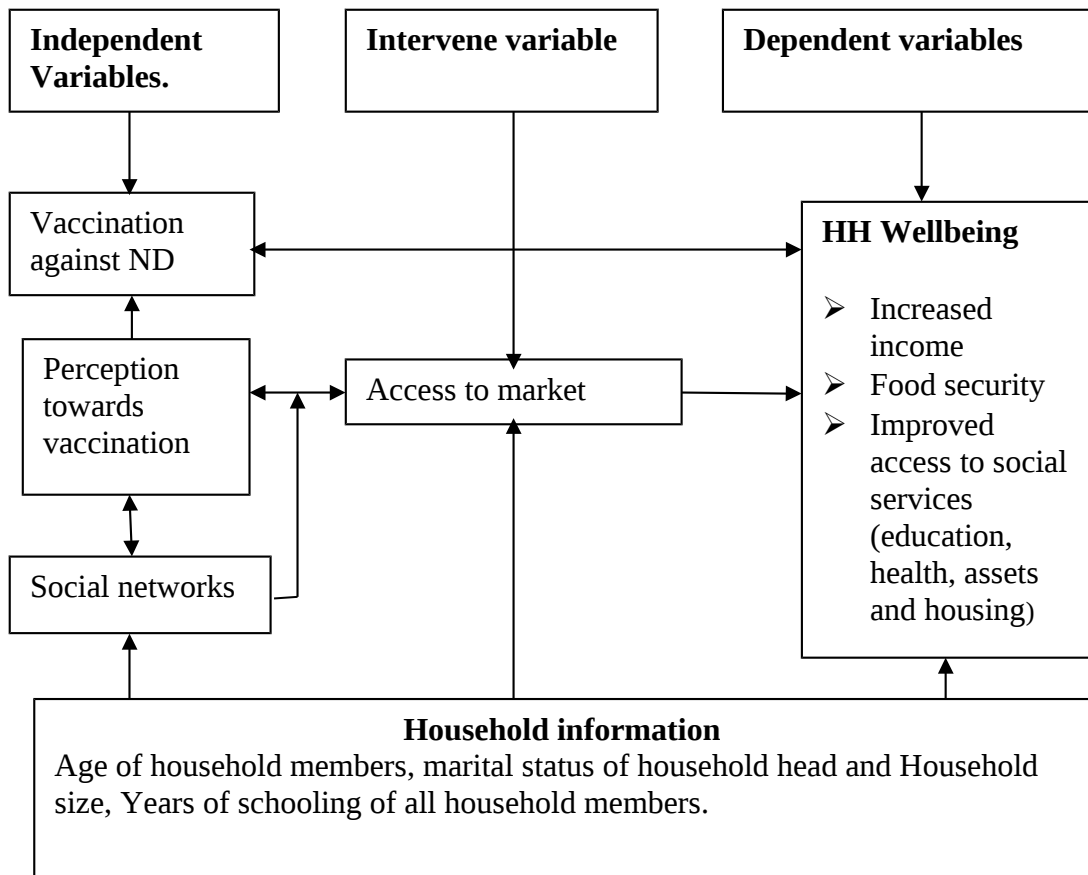 Independent
Variables.
Intervene variable
Dependent variables
Vaccination
against ND
Perception
towards
vaccination
Social networks
Access to market
HH Wellbeing
➢ Increased
income
➢ Food security
➢ Improved
access to social
services
(education,
health, assets
and housing)
Household information
Age of household members, marital status of household head and Household
size, Years of schooling of all household members.